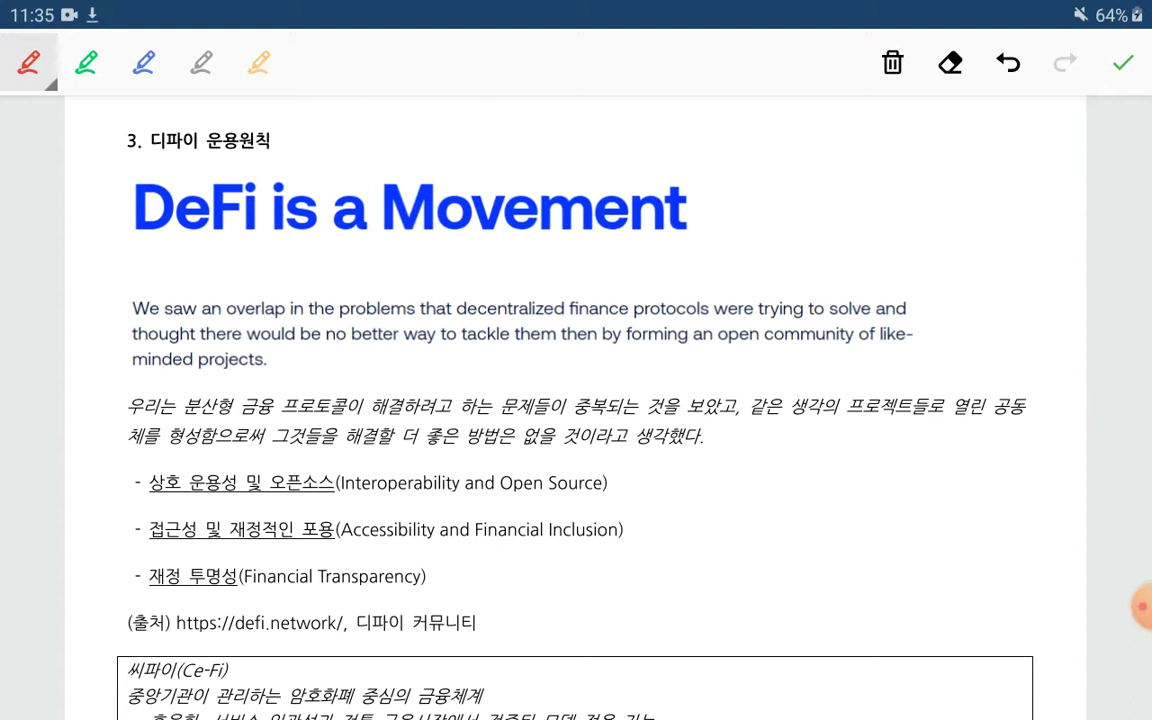 11:35
64%
3. 디파이 운용원칙
DeFi is a Movement
We saw an overlap in the problems that decentralized finance protocols were trying to solve and
thought there would be no better way to tackle them then by forming an open community of like-
minded projects.
우리는 분산형 금융 프로토콜이 해결하려고 하는 문제들이 중복되는 것을 보았고, 같은 생각의 프로젝트들로 열린 공동
체를 형성함으로써 그것들을 해결할 더 좋은 방법은 없을 것이라고 생각했다.
- 상호 운용성 및 오픈소스(Interoperability and Open Source)
- 접근성 및 재정적인 포용(Accessibility and Financial Inclusion)
- 재정 투명성(Financial Transparency)
(출처) https://defi.network/, 디파이 커뮤니티
씨파이(Ce-Fi)
중앙기관이 관리하는 암호화폐 중심의 금융체계